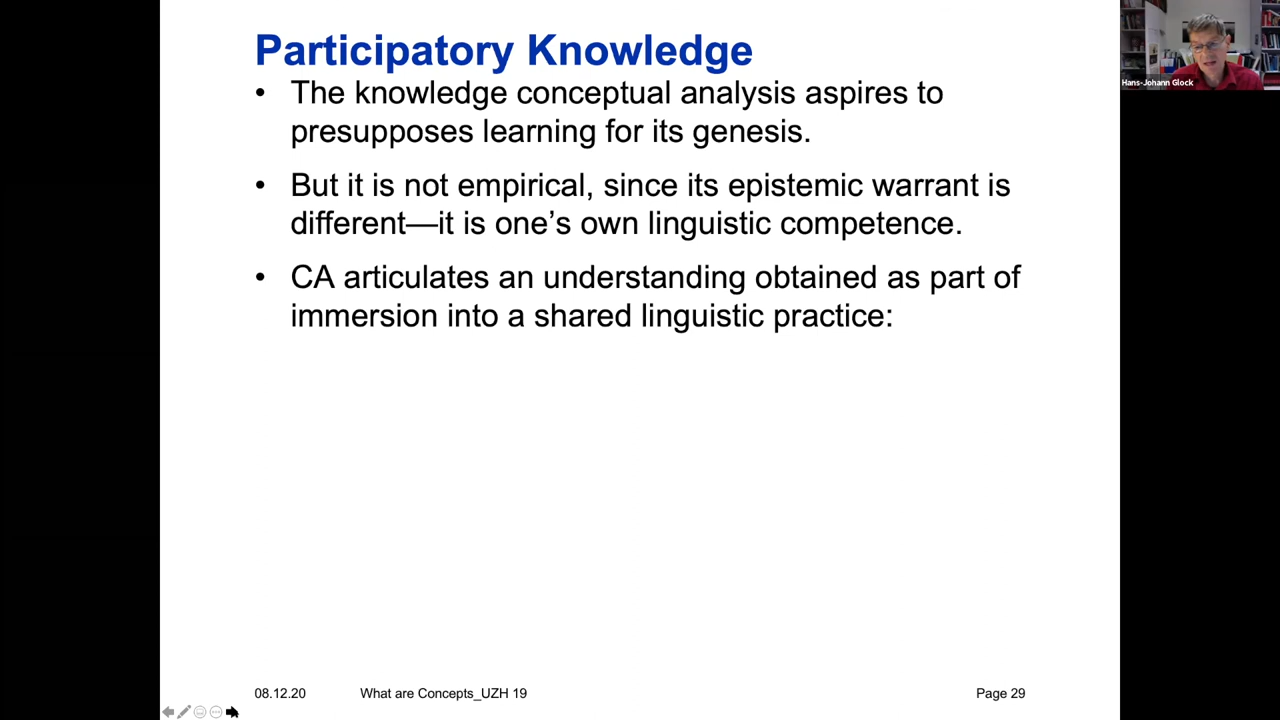 Participatory Knowledge
• The knowledge conceptual analysis aspires to
presupposes learning for its genesis.
• But it is not empirical, since its epistemic warrant is
different—it is one’s own linguistic competence.
• CA articulates an understanding obtained as part of
immersion into a shared linguistic practice:
Hans-Johann Glock
08.12.20
What are Concepts_UZH 19
Page 29